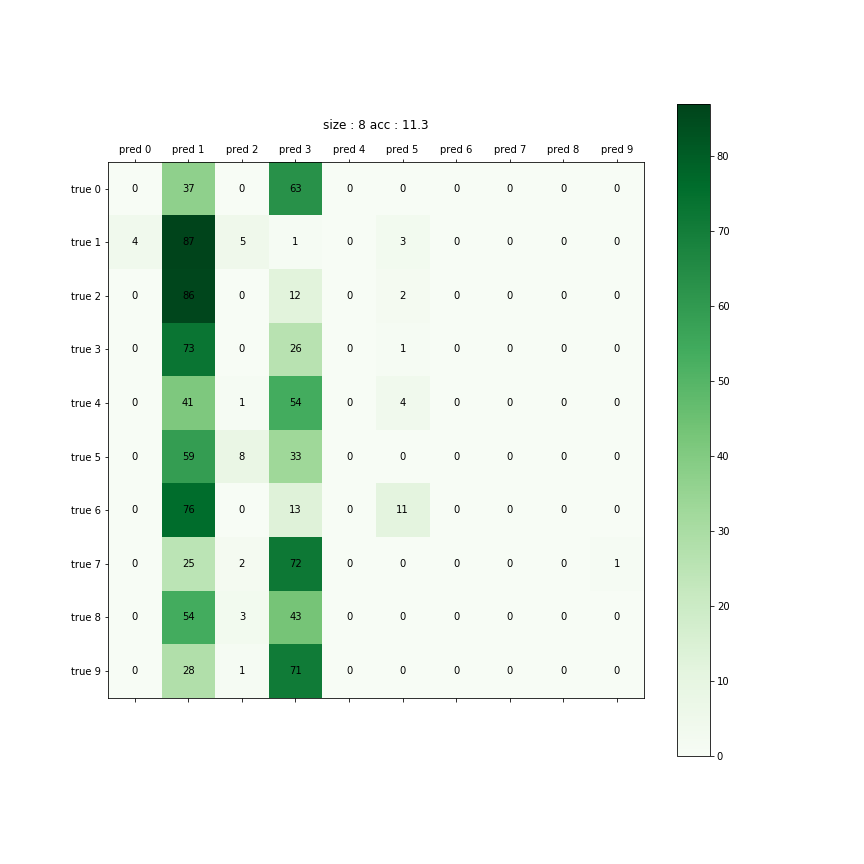 size : 8 acc : 11.3
pred 0 pred 1 pred 2 pred 3 pred 4 pred 5 pred 6 pred 7 pred 8 pred 9
true 0 0 37 0 63 0 0 0 0 0 0
true 1 4 87 5 1 0 3 0 0 0 0
true 2 0 86 0 12 0 2 0 0 0 0
true 3 0 73 0 26 0 1 0 0 0 0
true 4 0 41 1 54 0 4 0 0 0 0
true 5 0 59 8 33 0 0 0 0 0 0
true 6 0 76 0 13 0 11 0 0 0 0
true 7 0 25 2 72 0 0 0 0 0 1
true 8 0 54 3 43 0 0 0 0 0 0
true 9 0 28 1 71 0 0 0 0 0 0
80
70
60
50
40
30
20
10
0